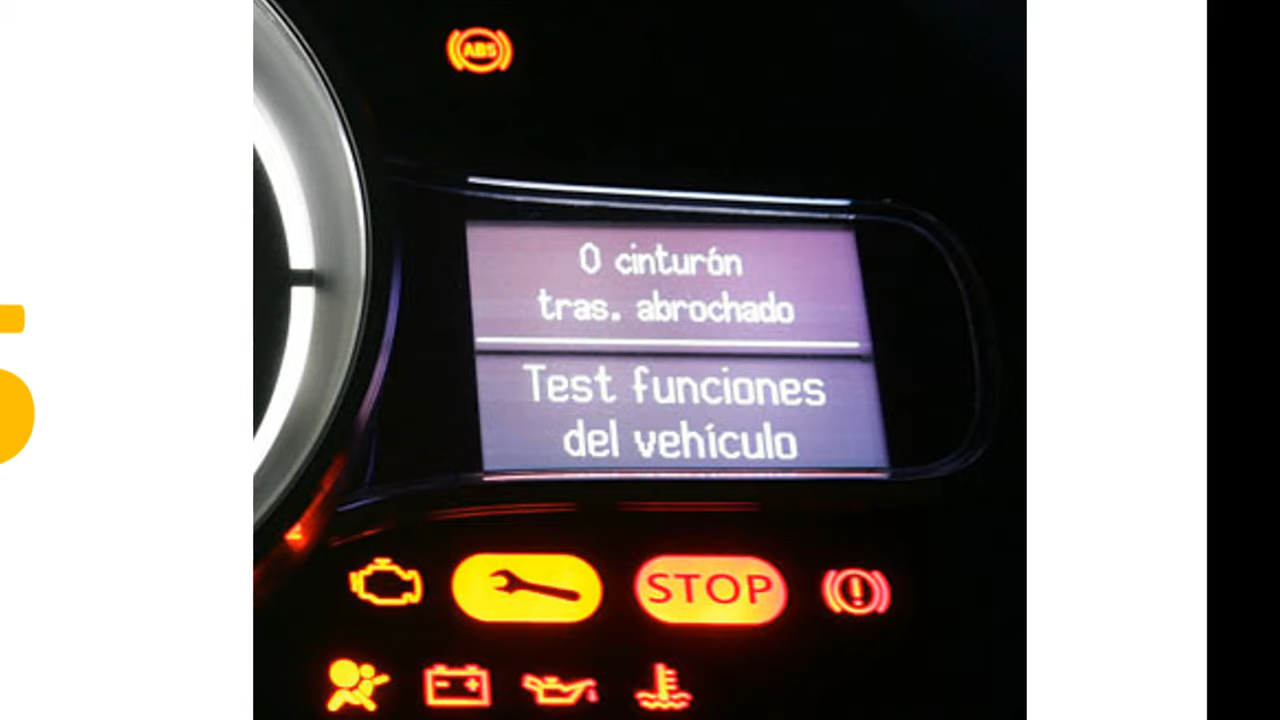 ABS
0 cinturón
tras. abrochado
Test funciones
del vehículo
STOP